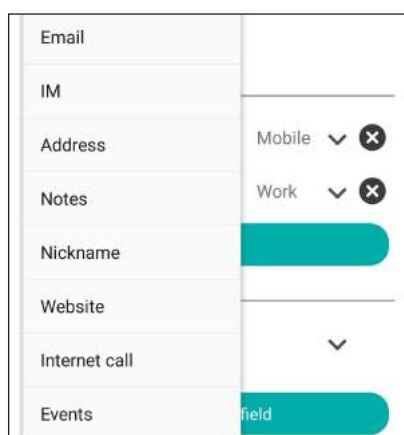 Email
IM
Address
Mobile
Notes
Work
Nickname
Website
Internet call
Events
field